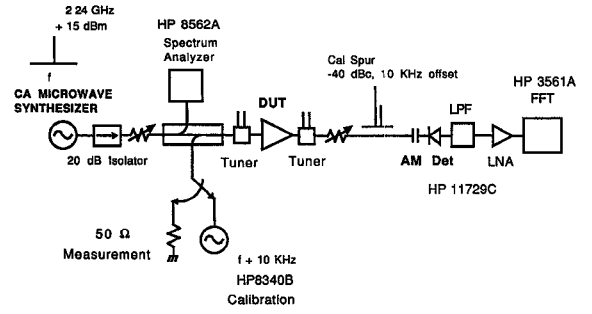 2 24 GHz
+ 15 dBm
f
CA MICROWAVE
SYNTHESIZER
20 dB Isolator
HP 8562A
Spectrum
Analyzer
Tuner
DUT
Tuner
Cal Spur
-40 dBc, 10 KHz offset
AM Det
LPF
LNA
HP 3561A
FFT
HP 11729C
50 Ω
Measurement
f + 10 KHz
HP8340B
Calibration